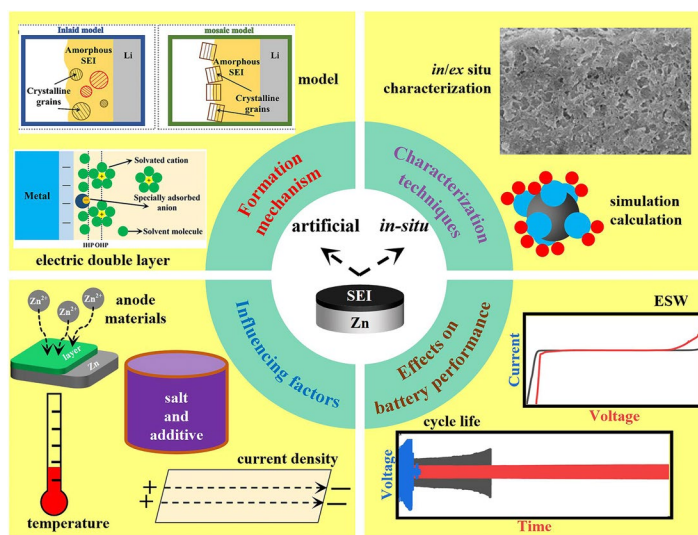 Inlaid model
Amorphous
SEI
Li
Crystalline
grains
mosaic model
Amorphous
SEI
Li
Crystalline
grains
model
Metal
Solvated cation
Specially adsorbed
anion
Solvent molecule
IHP OHP
electric double layer
in/ex situ
characterization
simulation
calculation
Formation
mechanism
Characterization
techniques
artificial
in-situ
SEI
Zn
Influencing factors
Effects on
battery performance
Zn2+
Zn2+
Zn2+
anode
materials
layer
Zn
salt
and
additive
temperature
current density
+
+
ESW
Current
Voltage
cycle life
Voltage
Time